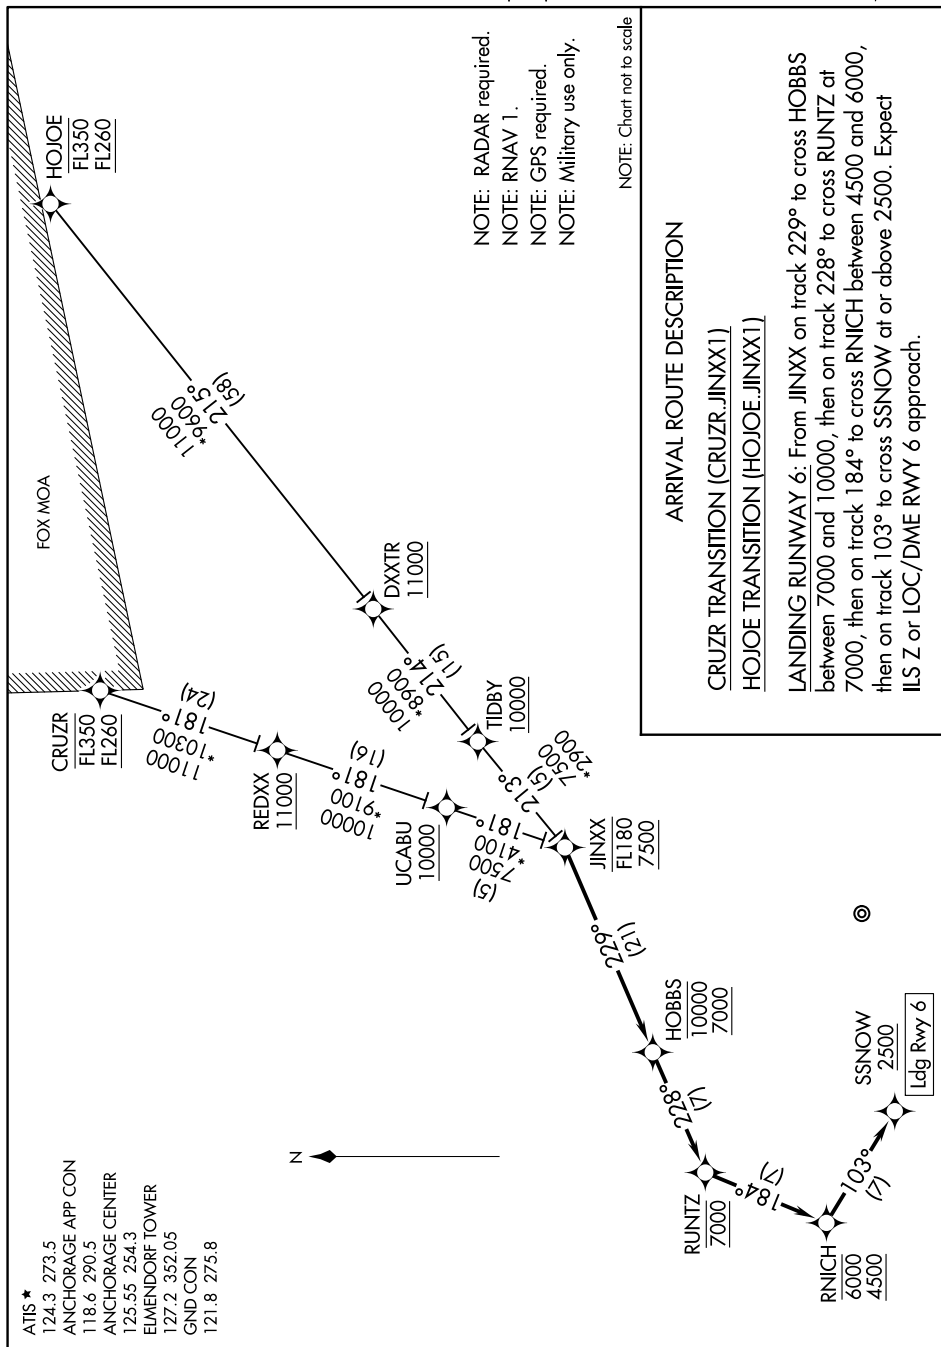 ATIS ★
124.3 273.5
ANCHORAGE APP CON
118.6 290.5
ANCHORAGE CENTER
125.55 254.3
ELMENDORF TOWER
127.2 352.05
GND CON
121.8 275.8
N
FOX MOA
CRUZR
FL350
FL260
181°
(24)
11000
*10300
REDXX
11000
181°
(16)
10000
*9100
UCABU
10000
181°
(5)
7500
*4100
HOJOE
FL350
FL260
215°
(58)
11000
*9600
DXXTR
11000
214°
(15)
10000
*8900
TIDBY
10000
213°
(5)
7500
*2900
JINXX
FL180
7500
229°
(21)
HOBBS
10000
7000
228°
(7)
RUNTZ
7000
184°
(7)
RNICH
6000
4500
103°
(7)
SSNOW
2500
Ldg Rwy 6
NOTE: RADAR required.
NOTE: RNAV 1.
NOTE: GPS required.
NOTE: Military use only.
NOTE: Chart not to scale
ARRIVAL ROUTE DESCRIPTION
CRUZR TRANSITION (CRUZR.JINXX1)
HOJOE TRANSITION (HOJOE.JINXX1)
LANDING RUNWAY 6: From JINXX on track 229° to cross HOBBS
between 7000 and 10000, then on track 228° to cross RUNTZ at
7000, then on track 184° to cross RNICH between 4500 and 6000,
then on track 103° to cross SSNOW at or above 2500. Expect
ILS Z or LOC/DME RWY 6 approach.